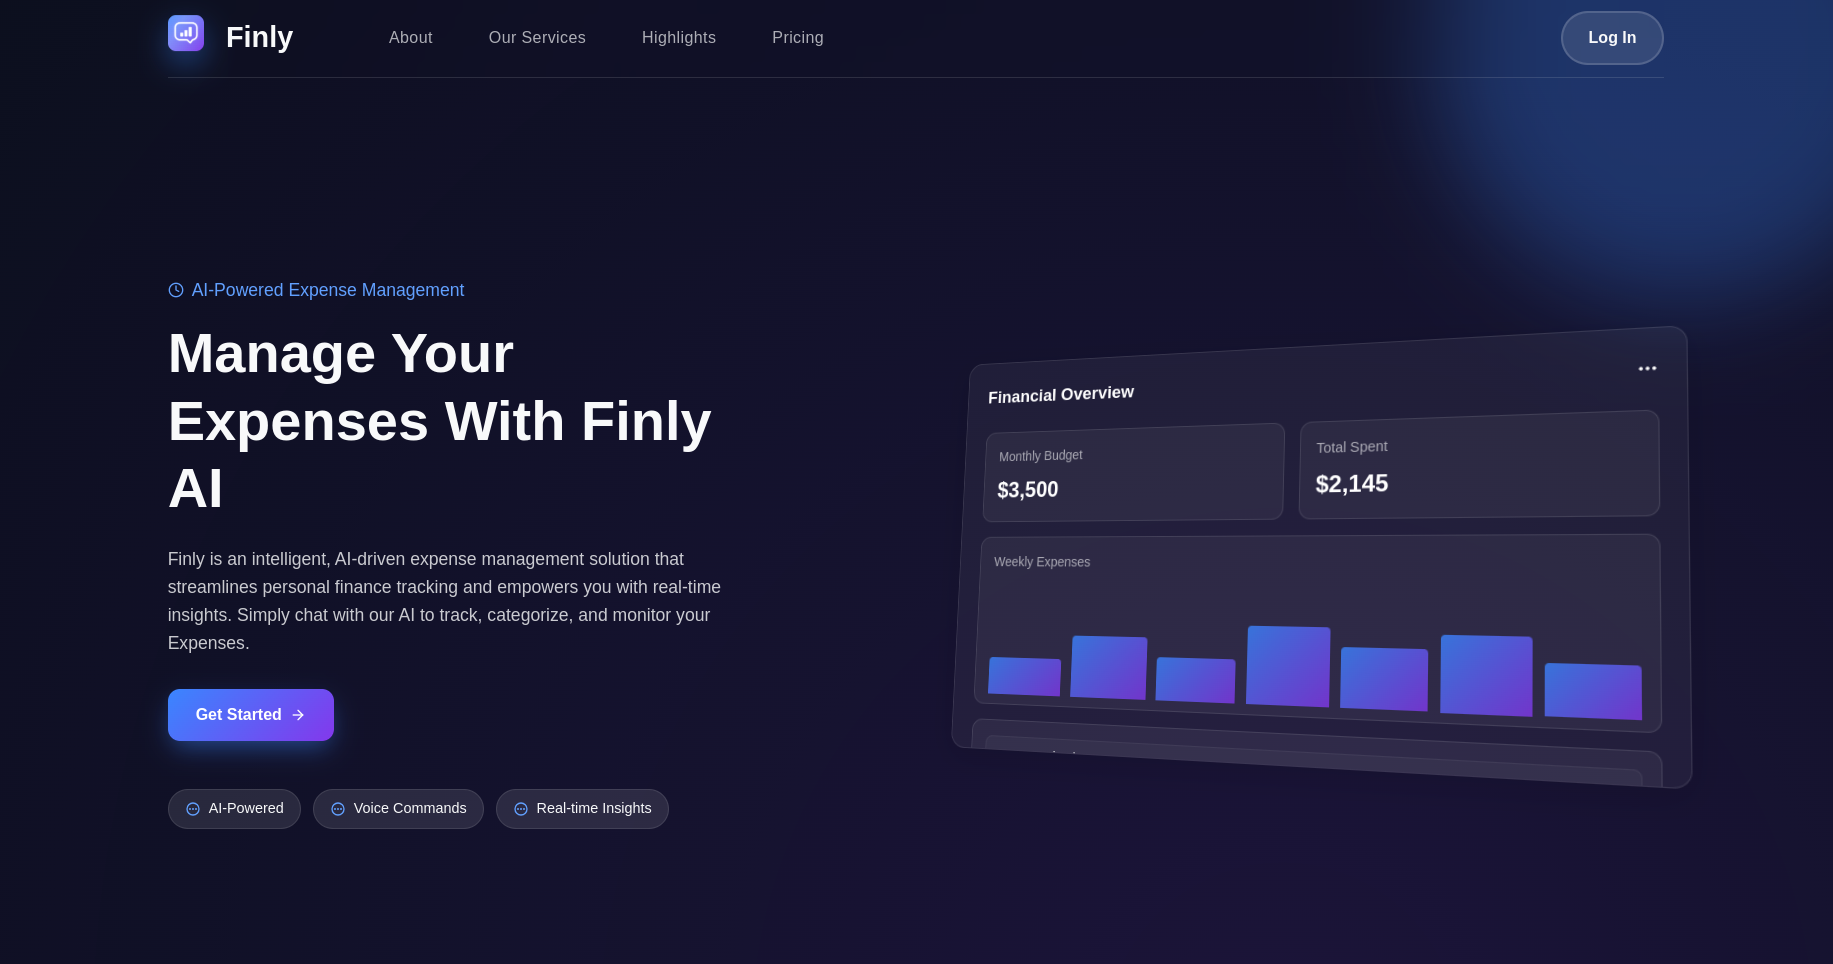 Finly
About
Our Services
Highlights
Pricing
Log In
AI-Powered Expense Management
Manage Your
Expenses With Finly
AI
Finly is an intelligent, AI-driven expense management solution that
streamlines personal finance tracking and empowers you with real-time
insights. Simply chat with our AI to track, categorize, and monitor your
Expenses.
Get Started
AI-Powered
Voice Commands
Real-time Insights
Financial Overview
Monthly Budget
$3,500
Total Spent
$2,145
Weekly Expenses